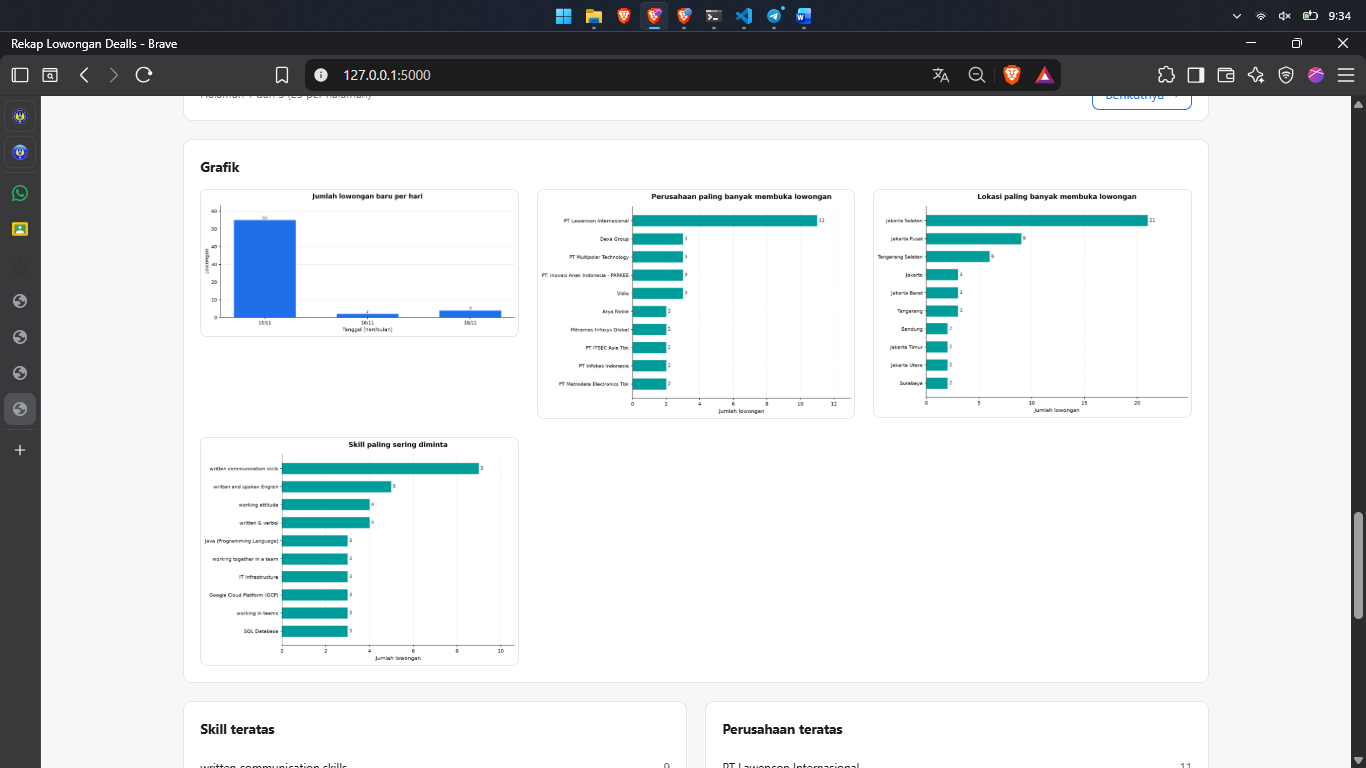 9:34
Rekap Lowongan Dealls - Brave
127.0.0.1:5000
Berikutnya
Grafik
Jumlah lowongan baru per hari
60
50
40
30
20
10
0
Lowongan
55
2
4
15/11
16/11
18/11
Tanggal (hari/bulan)
Perusahaan paling banyak membuka lowongan
PT Lawencon Internasional
11
Dexa Group
3
PT Multipolar Technology
3
PT. Inovasi Anak Indonesia - PARKEE
3
Vidio
3
Arya Noble
2
Mitramas Infosys Global
2
PT ITSEC Asia Tbk
2
PT Infokes Indonesia
2
PT Metrodata Electronics Tbk
2
0 2 4 6 8 10 12
Jumlah lowongan
Lokasi paling banyak membuka lowongan
Jakarta Selatan
21
Jakarta Pusat
9
Tangerang Selatan
6
Jakarta
3
Jakarta Barat
3
Tangerang
3
Bandung
2
Jakarta Timur
2
Jakarta Utara
2
Surabaya
2
0 5 10 15 20
Jumlah lowongan
Skill paling sering diminta
written communication skills
9
written and spoken English
5
working attitude
4
written & verbal
4
Java (Programming Language)
3
working together in a team
3
IT Infrastructure
3
Google Cloud Platform (GCP)
3
working in teams
3
SQL Database
3
0 2 4 6 8 10
Jumlah lowongan
Skill teratas
Perusahaan teratas
written communication skills
9
PT Lawencon Internasional
11